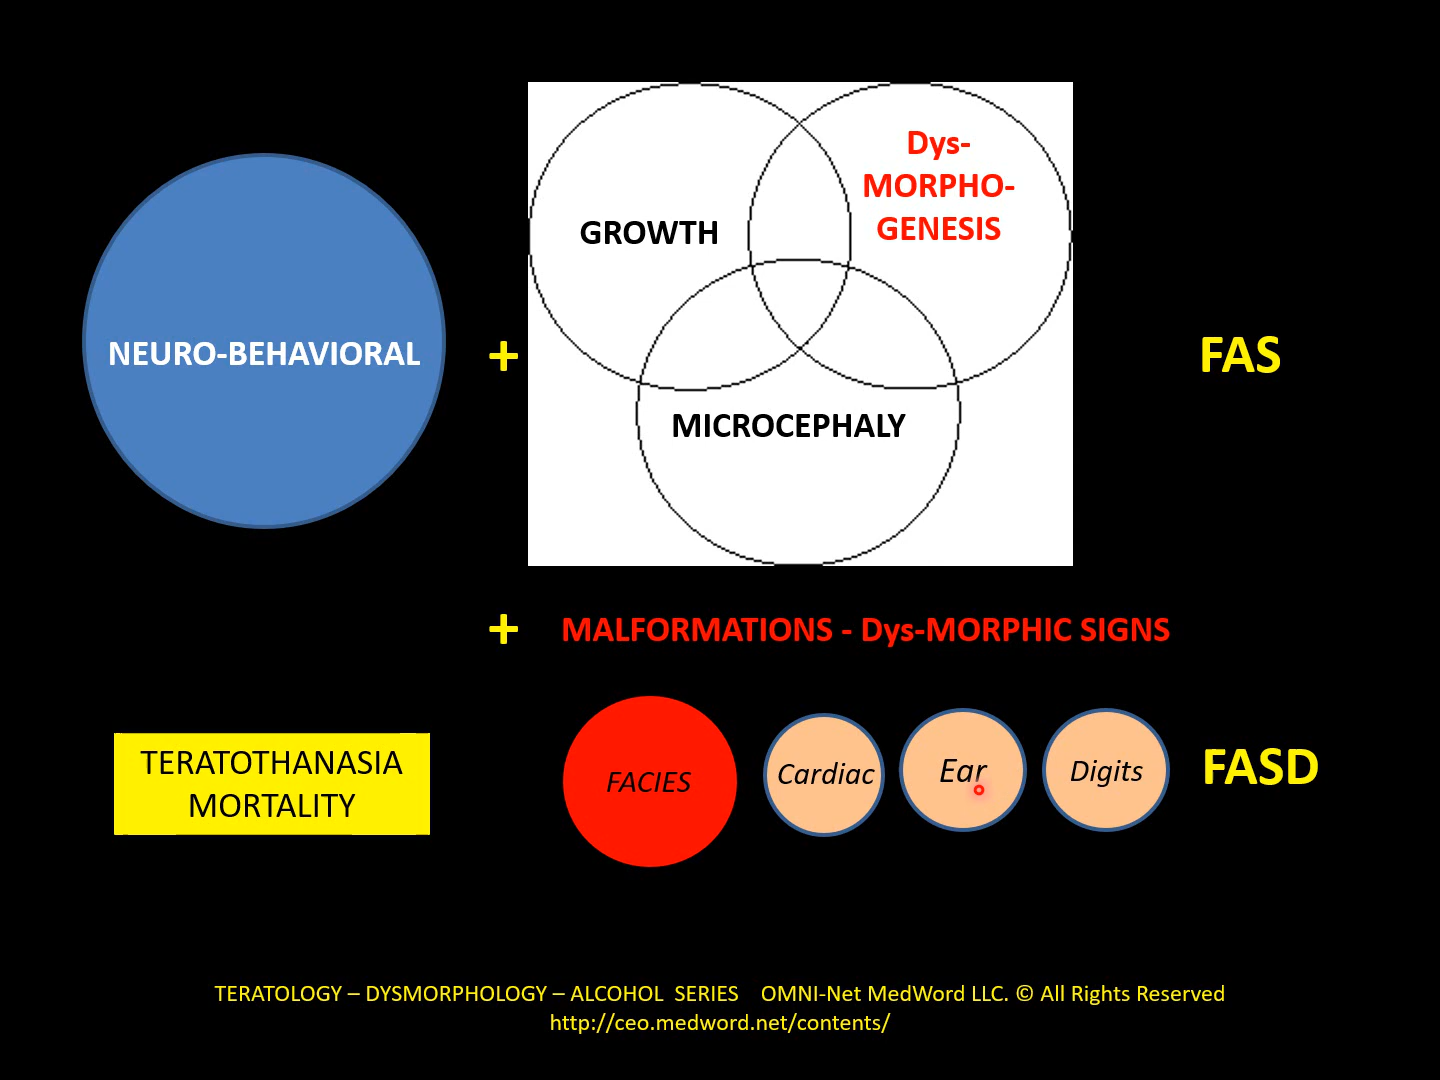 Dys-
MORPHO-
GENESIS
GROWTH
NEURO-BEHAVIORAL
+
FAS
MICROCEPHALY
+ MALFORMATIONS - Dys-MORPHIC SIGNS
TERATOTHANASIA
MORTALITY
FACIES
Cardiac
Ear
Digits
FASD
TERATOLOGY – DYSMORPHOLOGY – ALCOHOL SERIES OMNI-Net MedWord LLC. © All Rights Reserved
http://ceo.medword.net/contents/